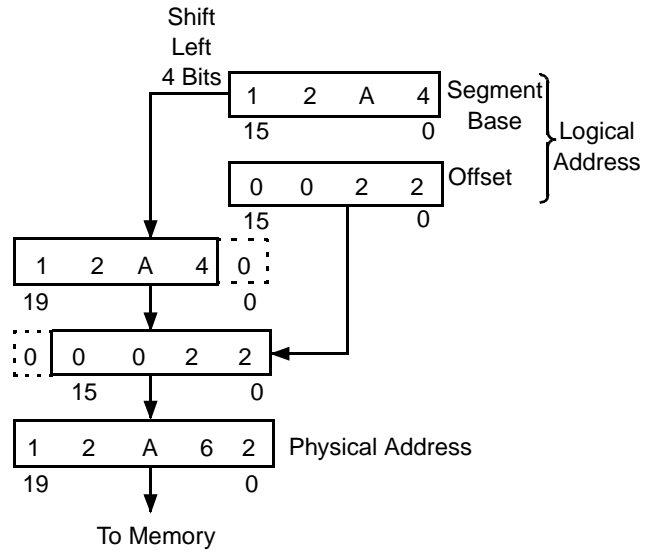 Shift
Left
4 Bits
1 2 A 4
Segment
Base
15 0
Logical
Address
0 0 2 2
Offset
15 0
1 2 A 4 0
19 0
0 0 0 2 2
15 0
1 2 A 6 2
Physical Address
19 0
To Memory